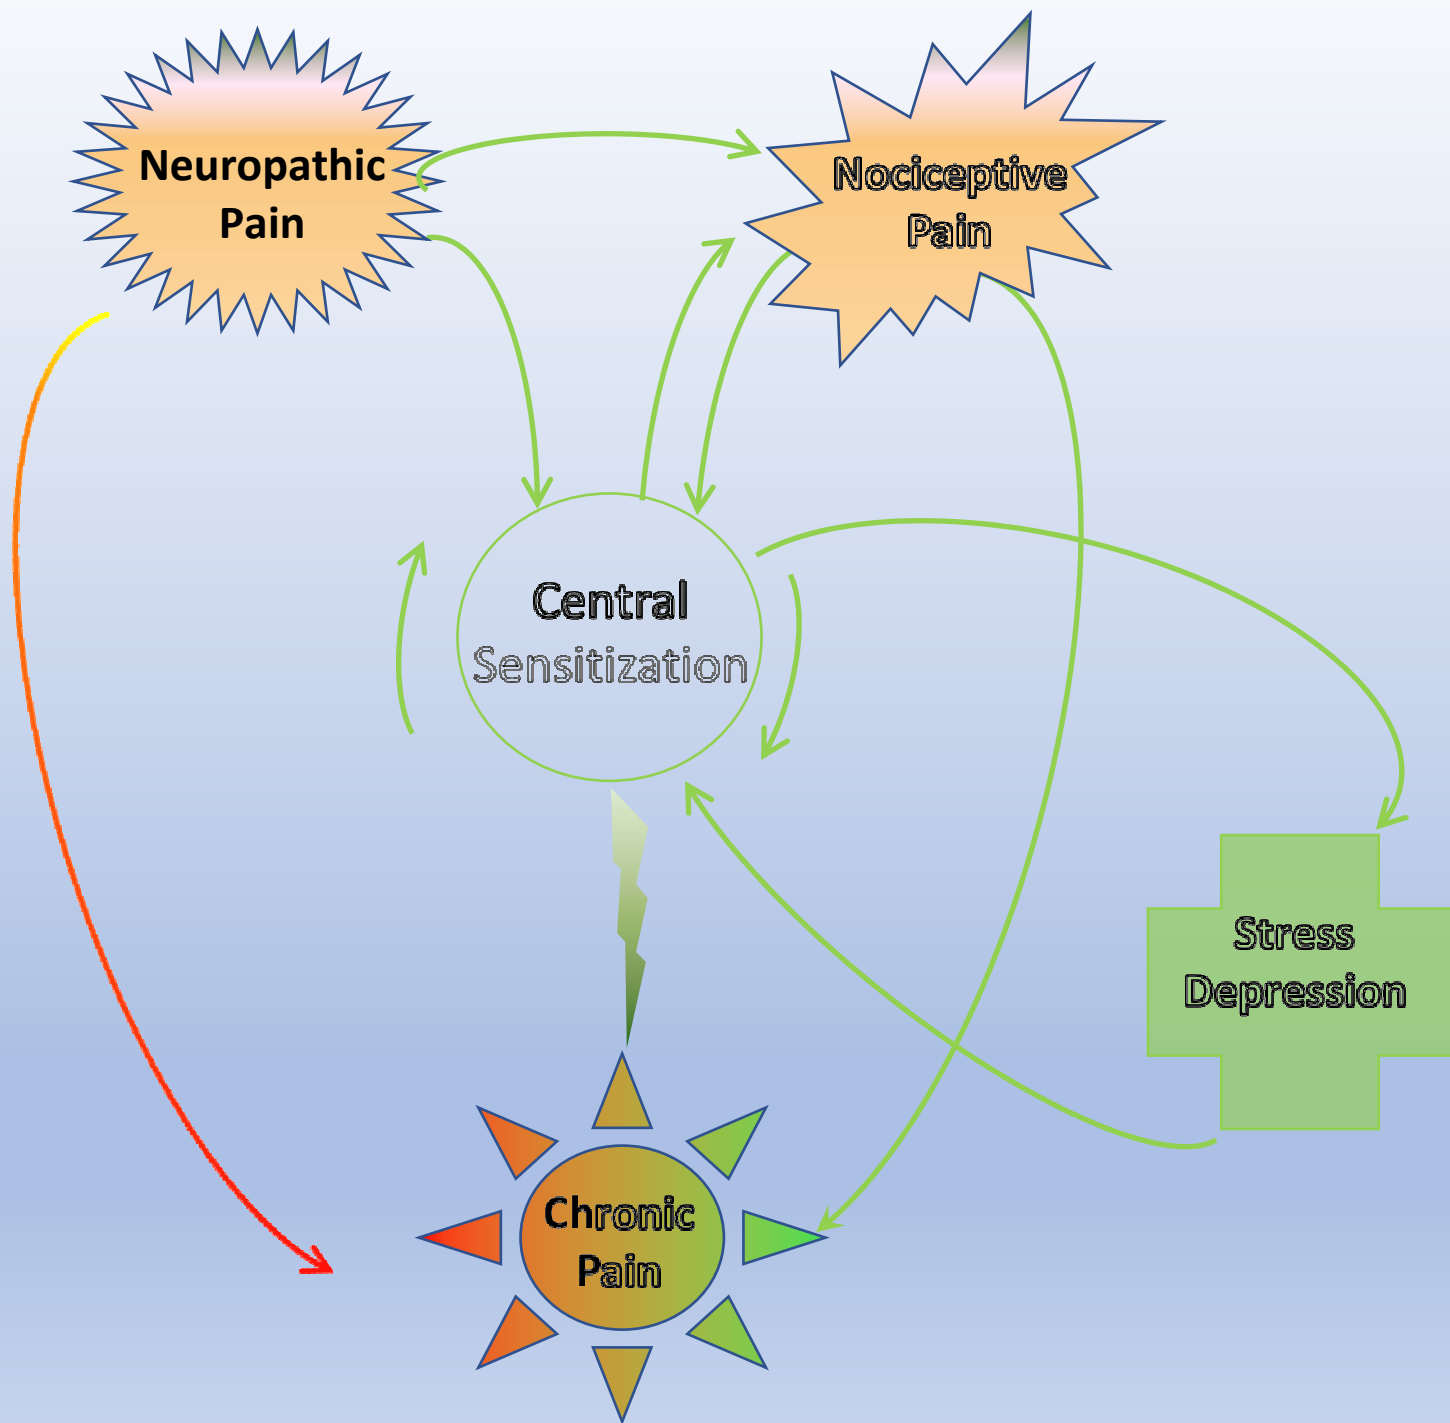 Neuropathic
Pain
Nociceptive
Pain
Central
Sensitization
Stress
Depression
Chronic
Pain